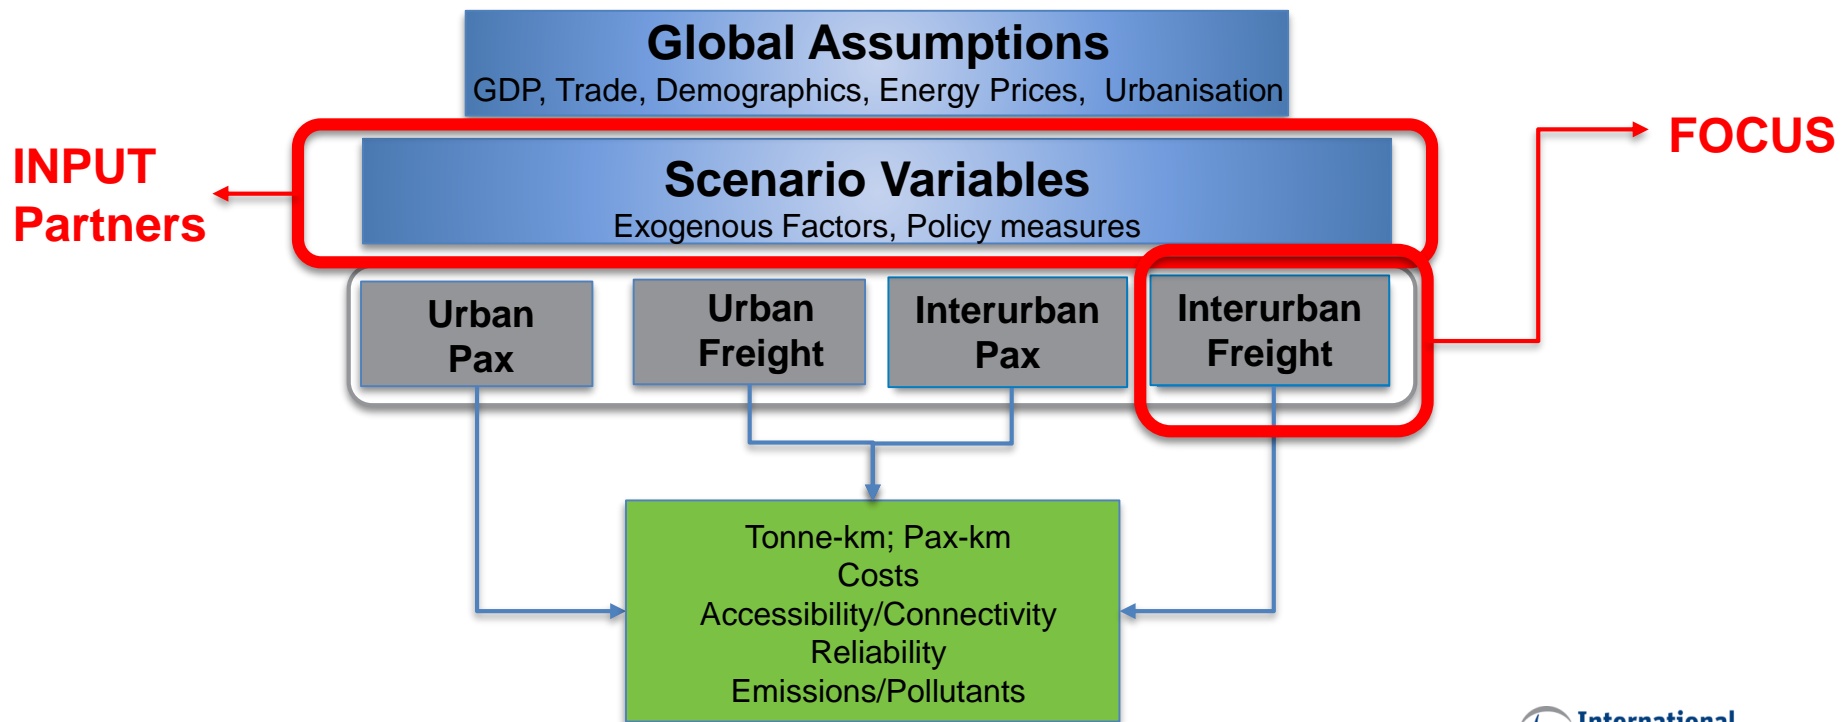 Global Assumptions
GDP, Trade, Demographics, Energy Prices, Urbanisation
INPUT
Partners
FOCUS
Scenario Variables
Exogenous Factors, Policy measures
Urban
Pax
Urban
Freight
Interurban
Pax
Interurban
Freight
Tonne-km; Pax-km
Costs
Accessibility/Connectivity
Reliability
Emissions/Pollutants
International